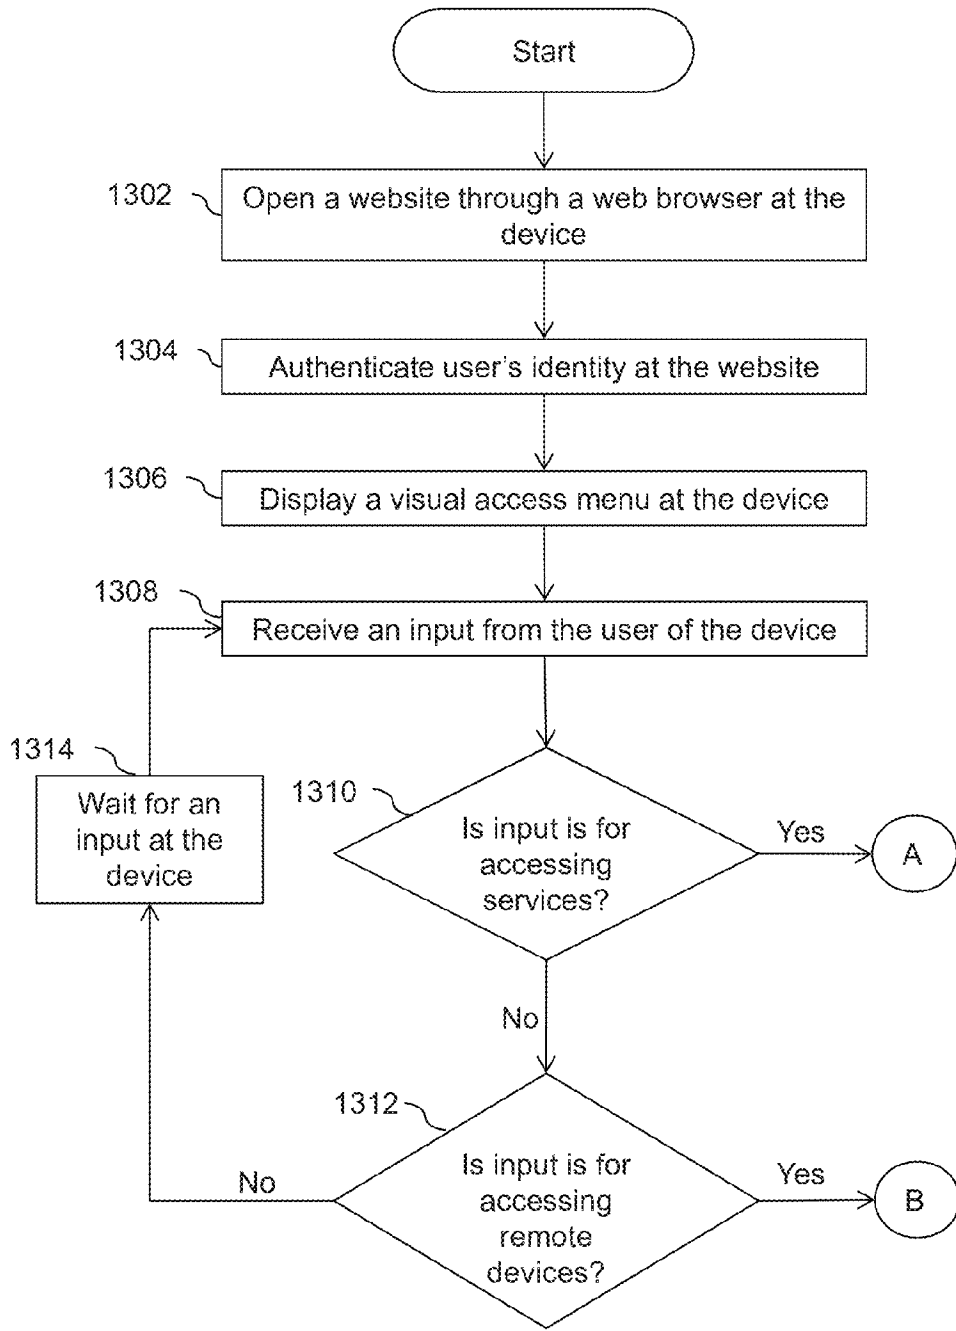 Start
1302
Open a website through a web browser at the
device
1304
Authenticate user's identity at the website
1306
Display a visual access menu at the device
1308
Receive an input from the user of the device
1314
Wait for an
input at the
device
1310
Is input is for
accessing
services?
Yes
A
No
1312
Is input is for
accessing
remote
devices?
Yes
B
No